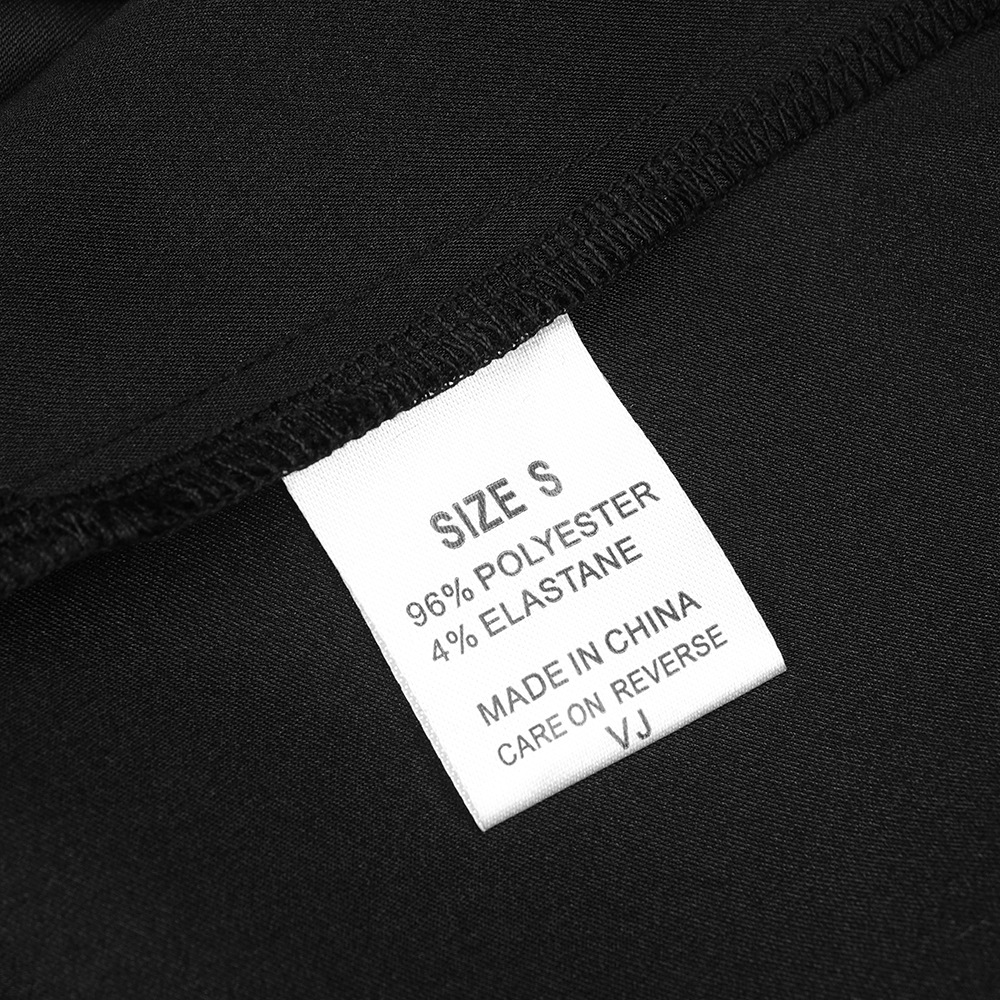 SIZE S
96% POLYESTER
4% ELASTANE
MADE IN CHINA
CARE ON REVERSE
VJ